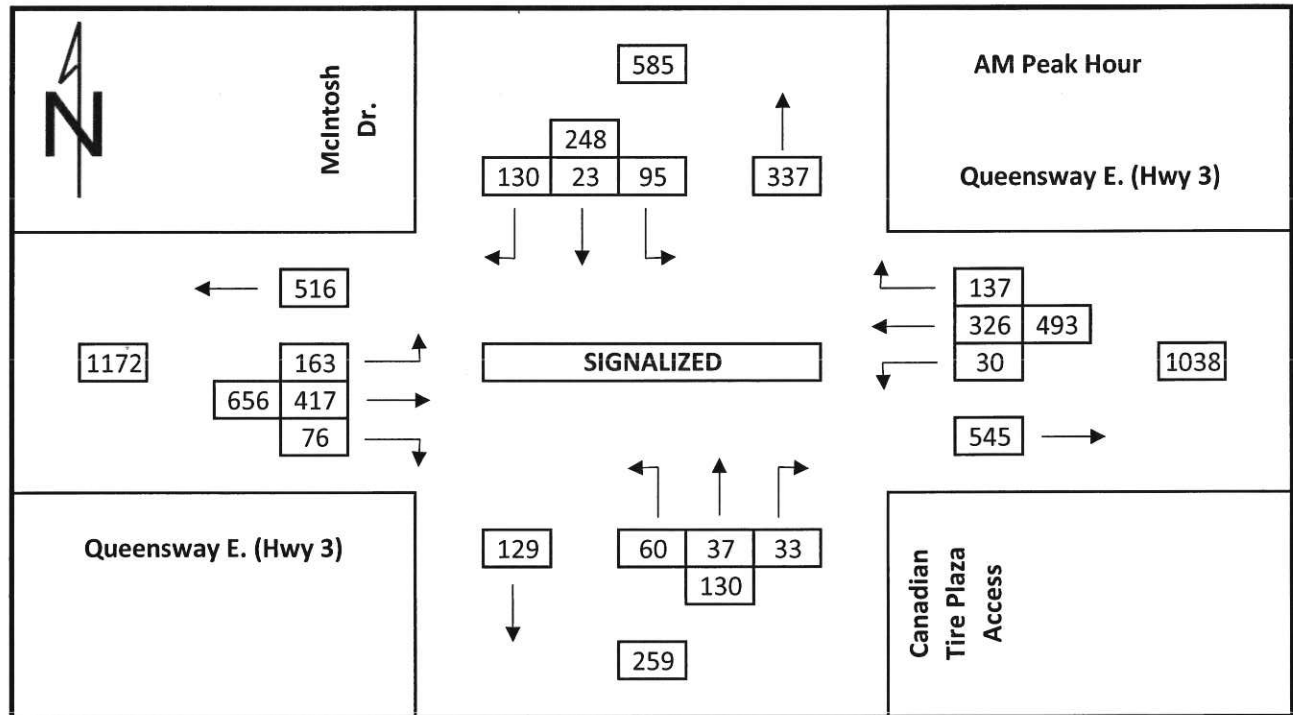 N
McIntosh
Dr.
585
AM Peak Hour
248
130 23 95
337
Queensway E. (Hwy 3)
516
137
326 493
30
1172
163
656 417
76
SIGNALIZED
1038
545
Queensway E. (Hwy 3)
129
60 37 33
130
259
Canadian
Tire Plaza
Access